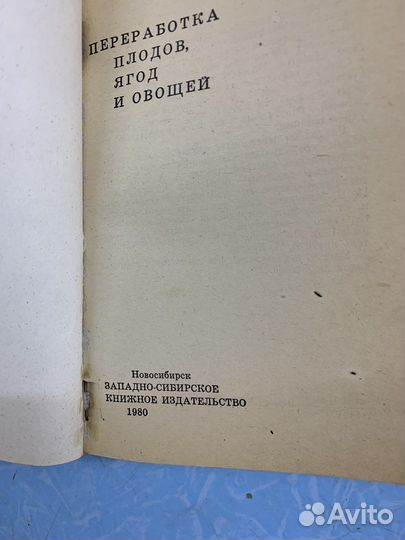 ПЕРЕРАБОТКА
ПЛОДОВ,
ЯГОД
И ОВОЩЕЙ
Новосибирск
ЗАПАДНО-СИБИРСКОЕ
КНИЖНОЕ ИЗДАТЕЛЬСТВО
1980
Avito